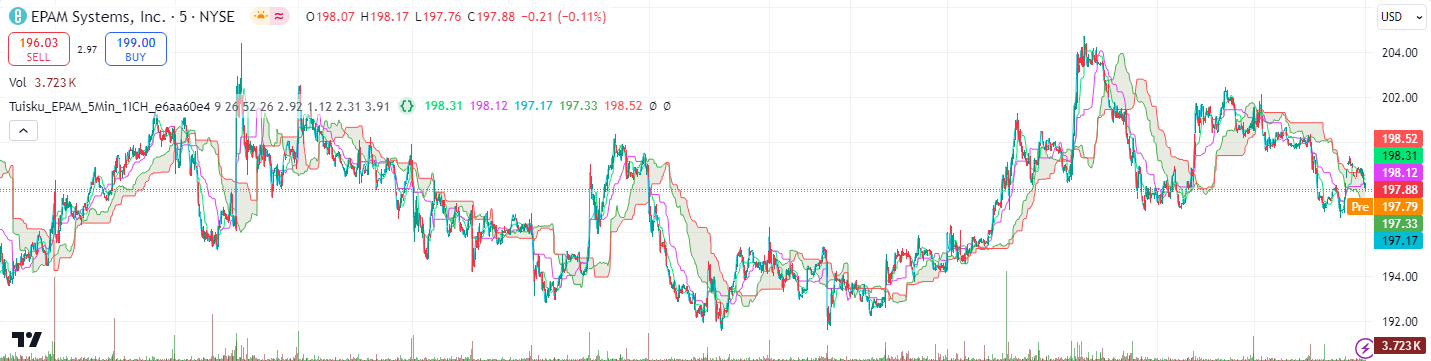 EPAM Systems, Inc. · 5 · NYSE O198.07 H198.17 L197.76 C197.88 −0.21 (−0.11%)
USD
196.03 2.97 199.00
SELL BUY
Vol 3.723 K
Tuisku_EPAM_5Min_1ICH_e6aa60e4 9 26 52 26 2.92 1.12 2.31 3.91 198.31 198.12 197.17 197.33 198.52 Ø Ø
204.00
202.00
198.52
198.31
198.12
197.88
Pre 197.79
197.33
197.17
194.00
192.00
3.723 K